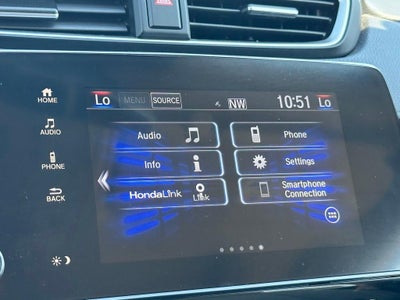 HOME
Lo MENU SOURCE NW 10:51 Lo
AUDIO
Audio Phone
PHONE
Info Settings
BACK
HondaLink Link Smartphone
Connection